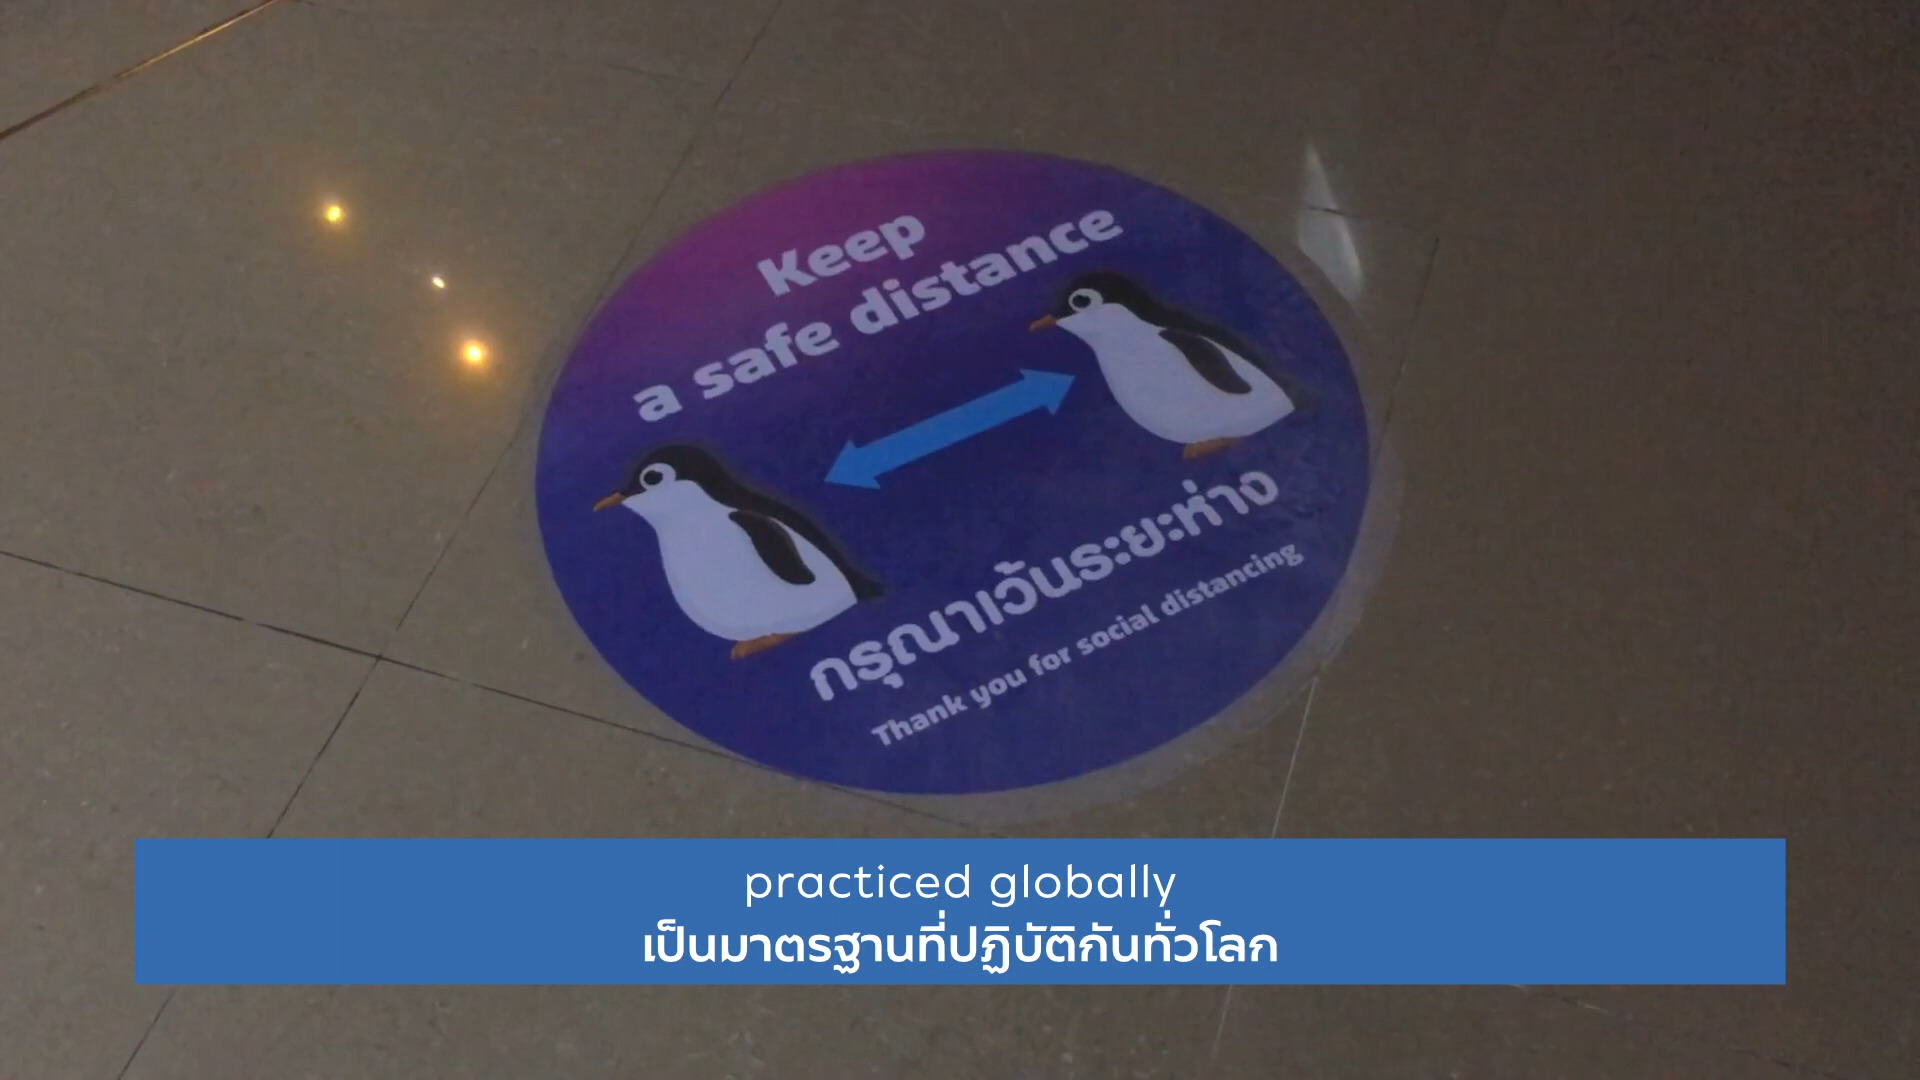 Keep
a safe distance
กรุณาเว้นระยะห่าง
Thank you for social distancing
practiced globally
เป็นมาตรฐานที่ปฏิบัติกันทั่วโลก